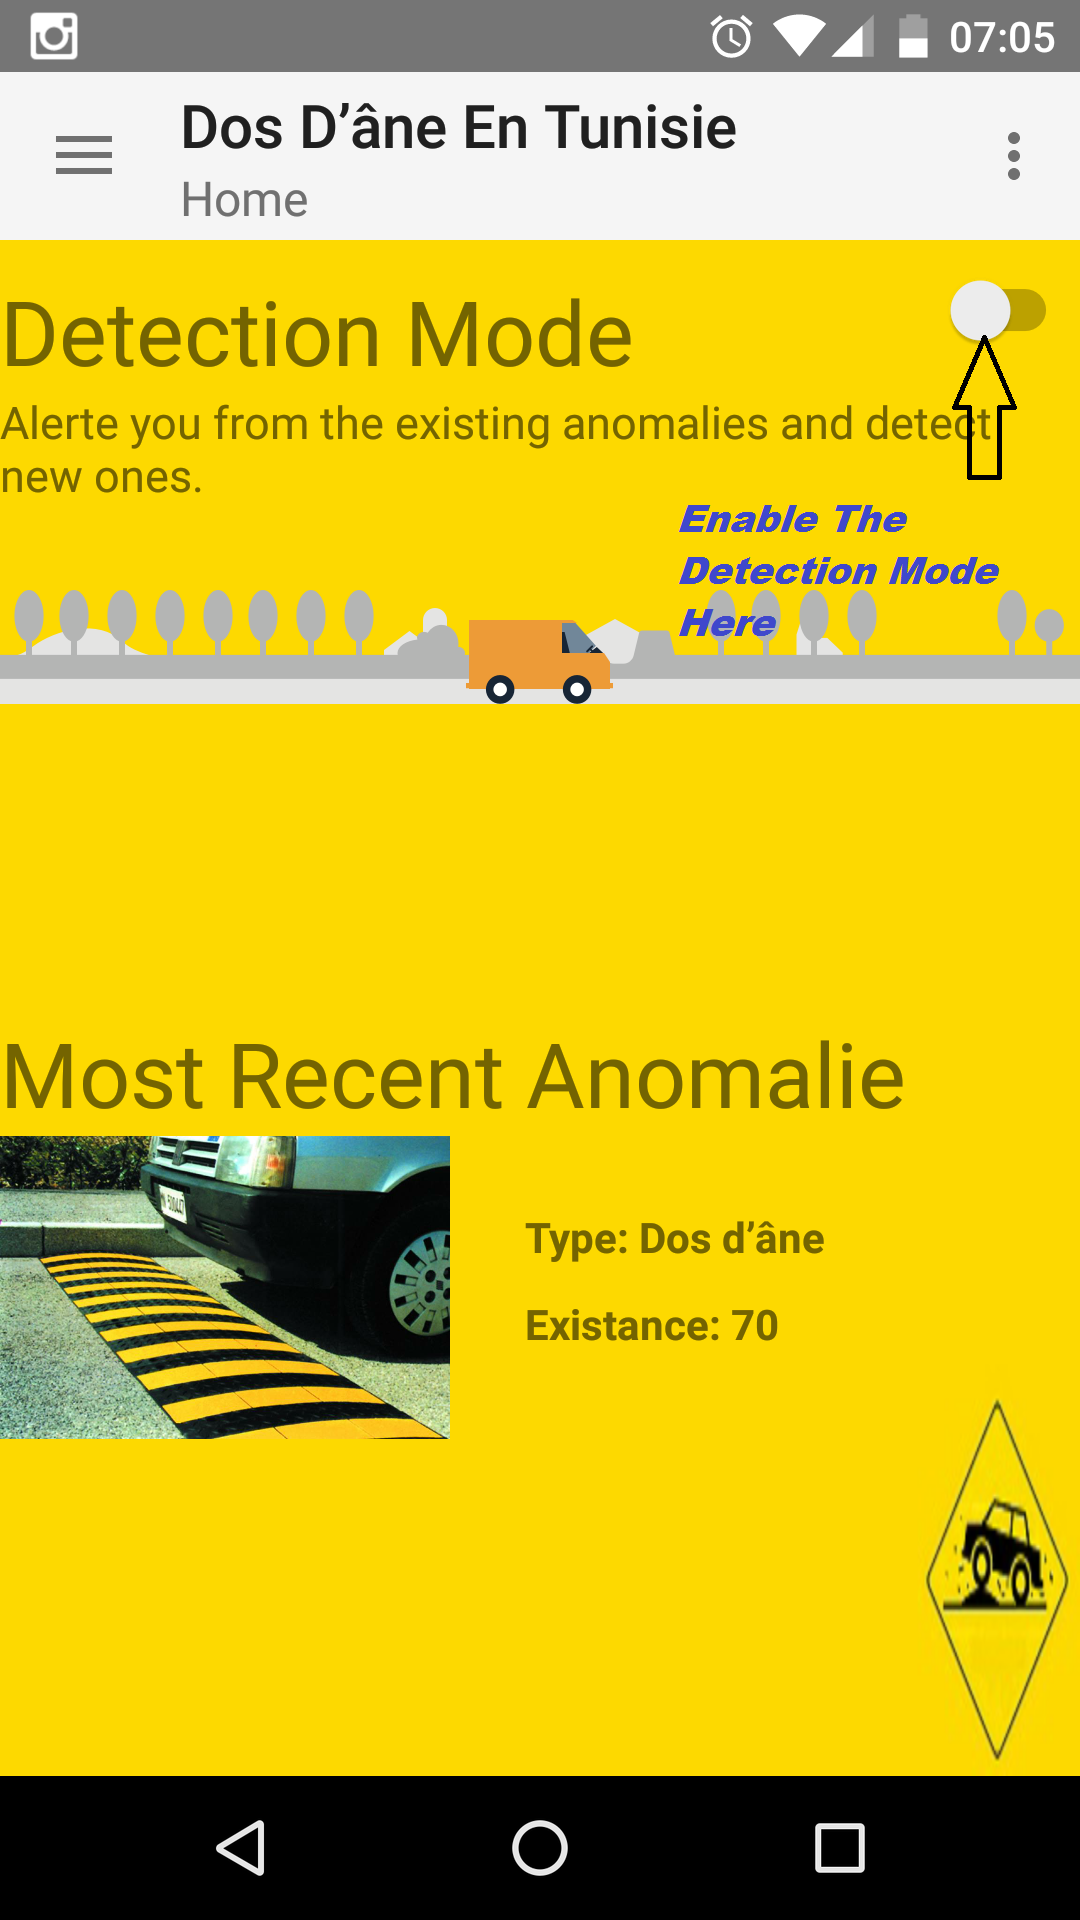 07:05
Dos D’âne En Tunisie
Home
Detection Mode
Alerte you from the existing anomalies and detect
new ones.
Enable The
Detection Mode
Here
Most Recent Anomalie
Type: Dos d’âne
Existance: 70